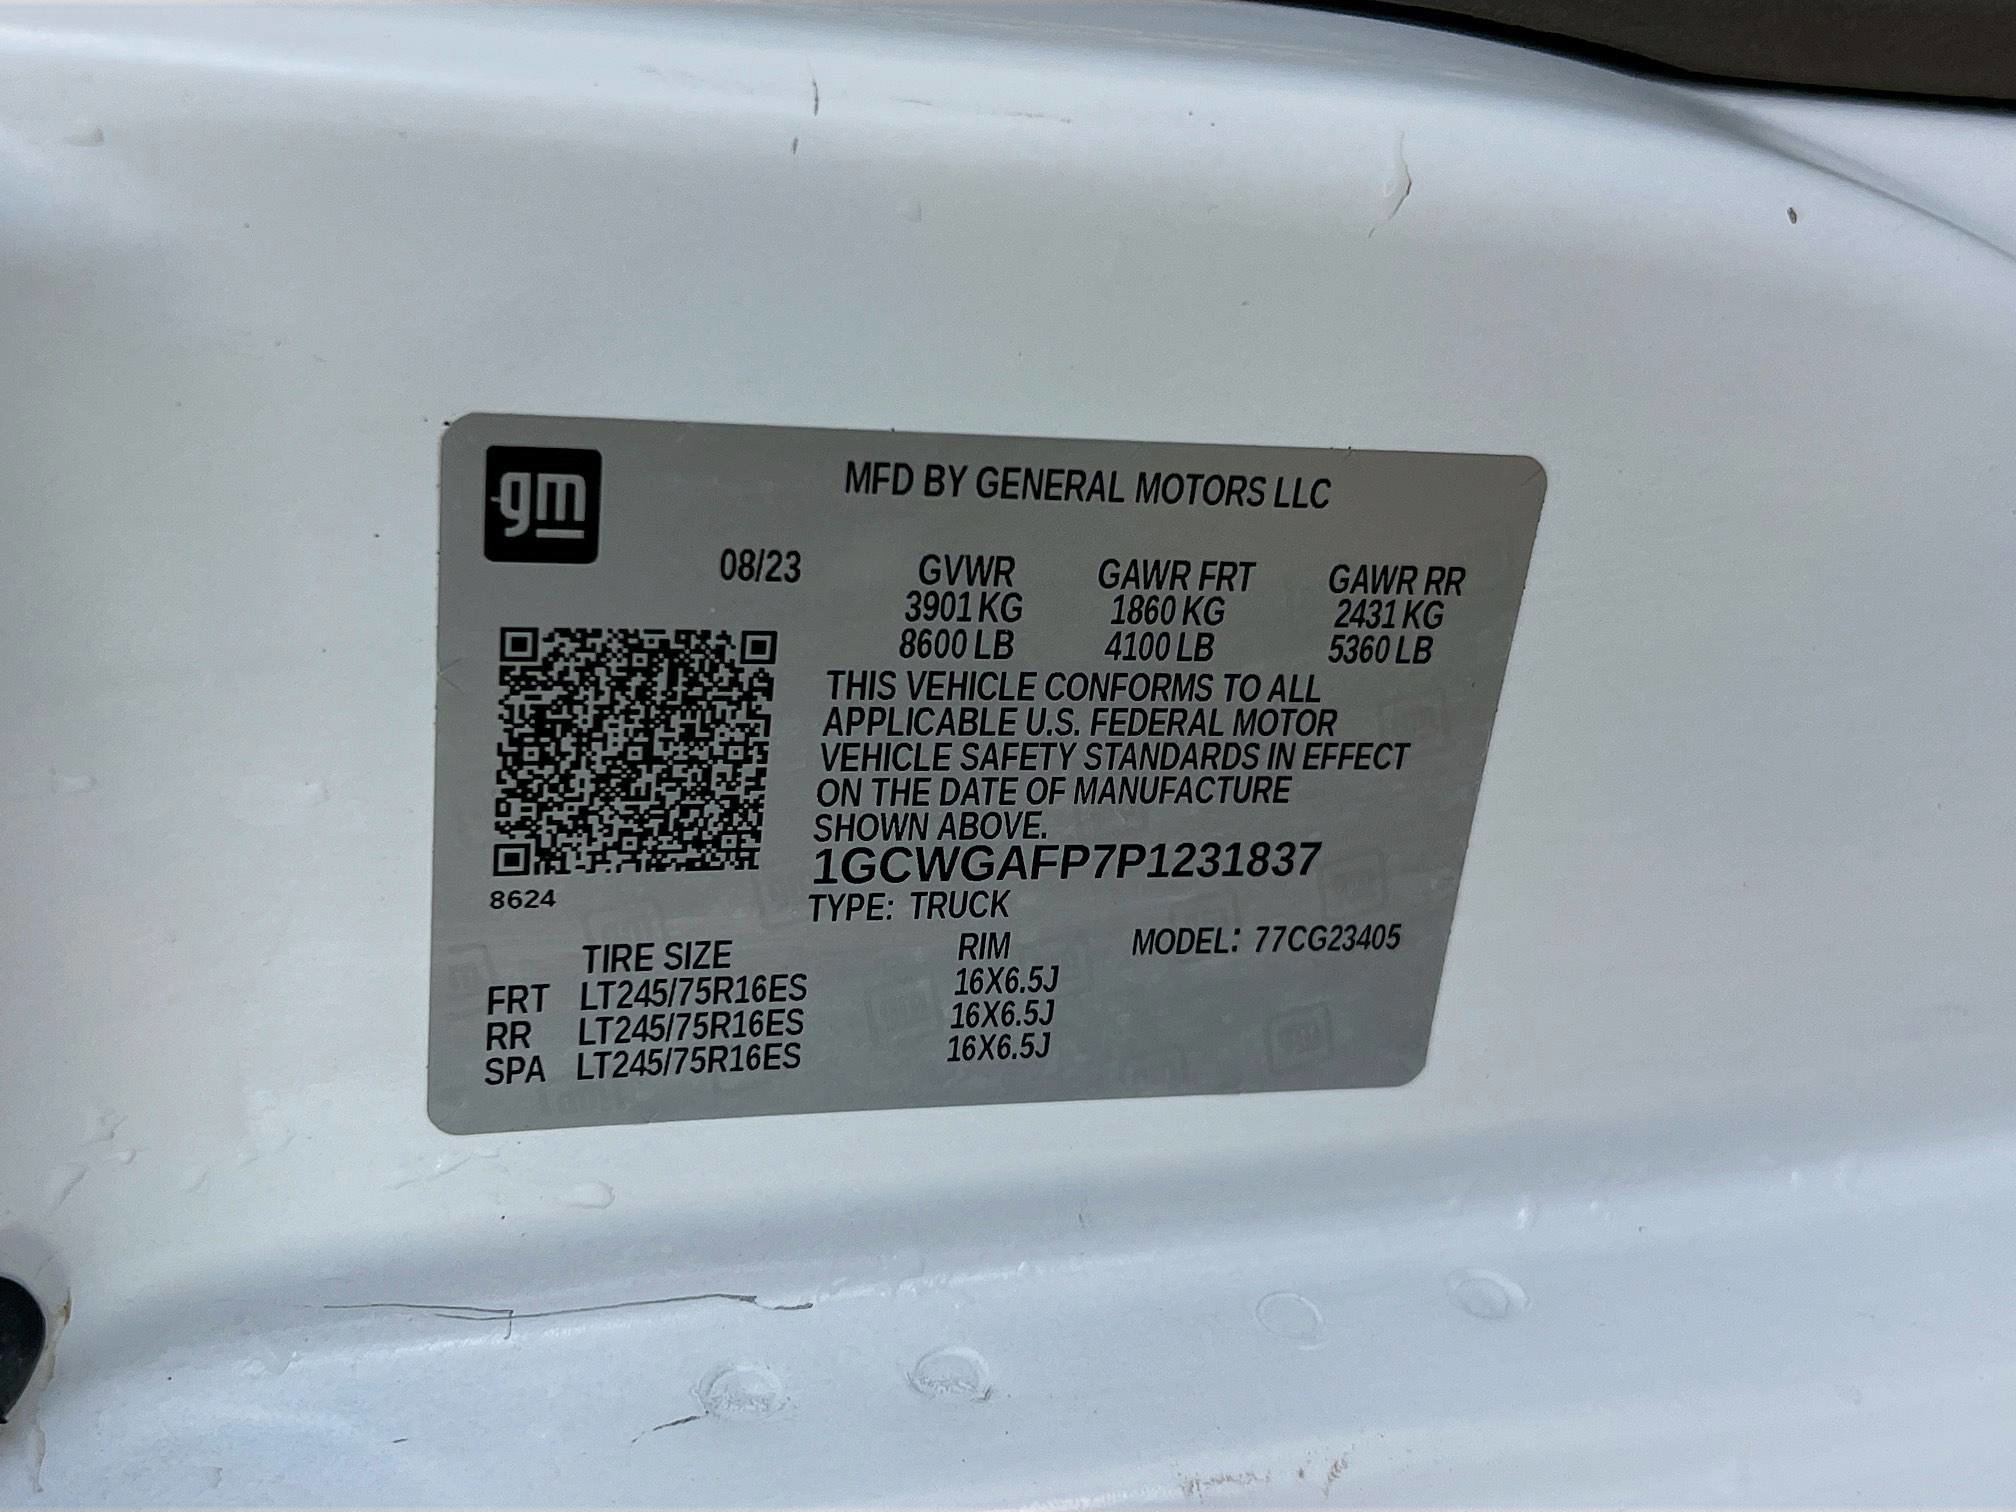 gm
MFD BY GENERAL MOTORS LLC
08/23 GVWR GAWR FRT GAWR RR
3901 KG 1860 KG 2431 KG
8600 LB 4100 LB 5360 LB
THIS VEHICLE CONFORMS TO ALL
APPLICABLE U.S. FEDERAL MOTOR
VEHICLE SAFETY STANDARDS IN EFFECT
ON THE DATE OF MANUFACTURE
SHOWN ABOVE.
1GCWGAFP7P1231837
8624
TYPE: TRUCK
TIRE SIZE RIM MODEL: 77CG23405
FRT LT245/75R16ES 16X6.5J
RR LT245/75R16ES 16X6.5J
SPA LT245/75R16ES 16X6.5J